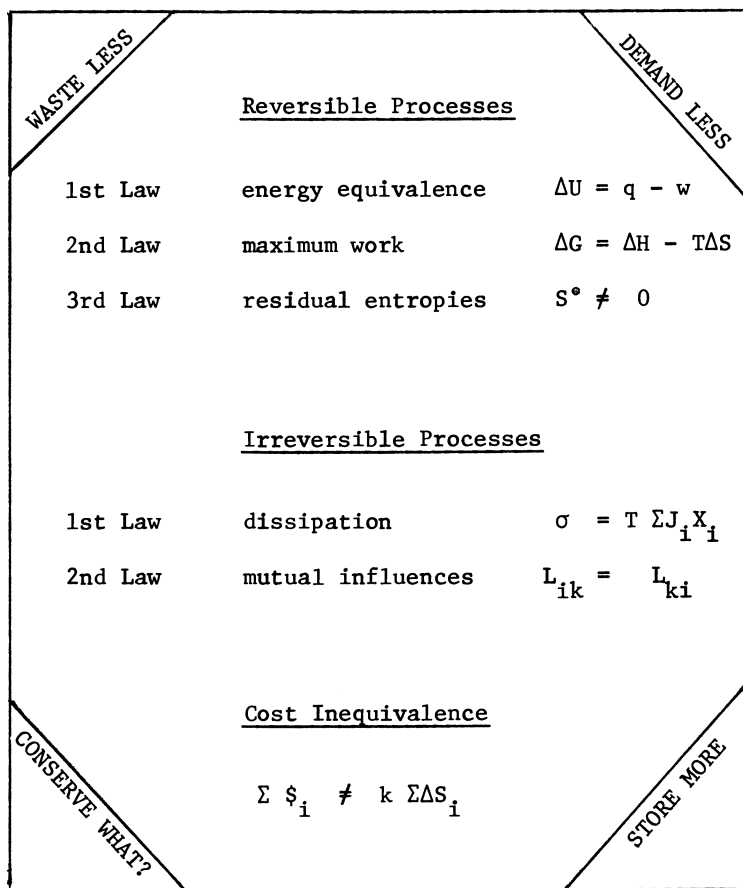 WASTE LESS
DEMAND LESS
Reversible Processes
1st Law energy equivalence ΔU = q - w
2nd Law maximum work ΔG = ΔH - TΔS
3rd Law residual entropies S° ≠ 0
Irreversible Processes
1st Law dissipation σ = T ΣJ_iX_i
2nd Law mutual influences L_ik = L_ki
Cost Inequivalence
Σ $_i ≠ k ΣΔS_i
CONSERVE WHAT?
STORE MORE